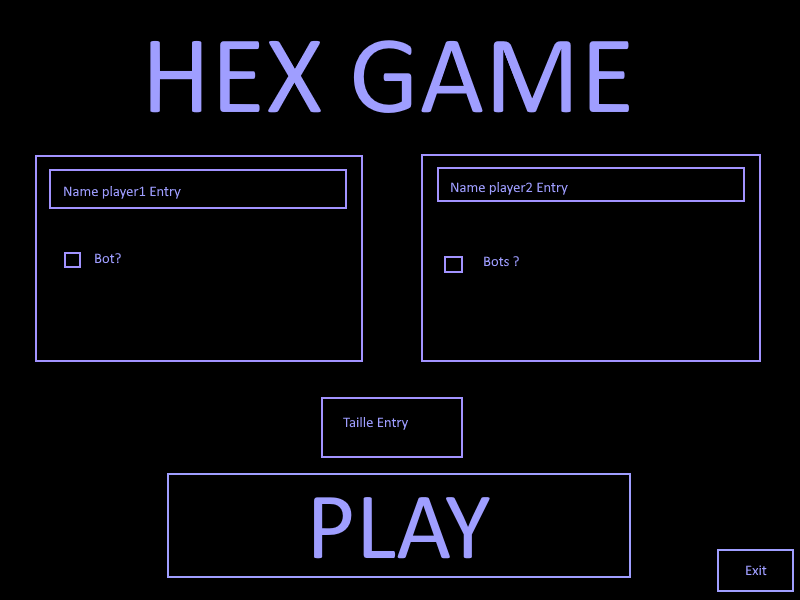 HEX GAME
Name player1 Entry
Name player2 Entry
Bot?
Bots ?
Taille Entry
PLAY
Exit